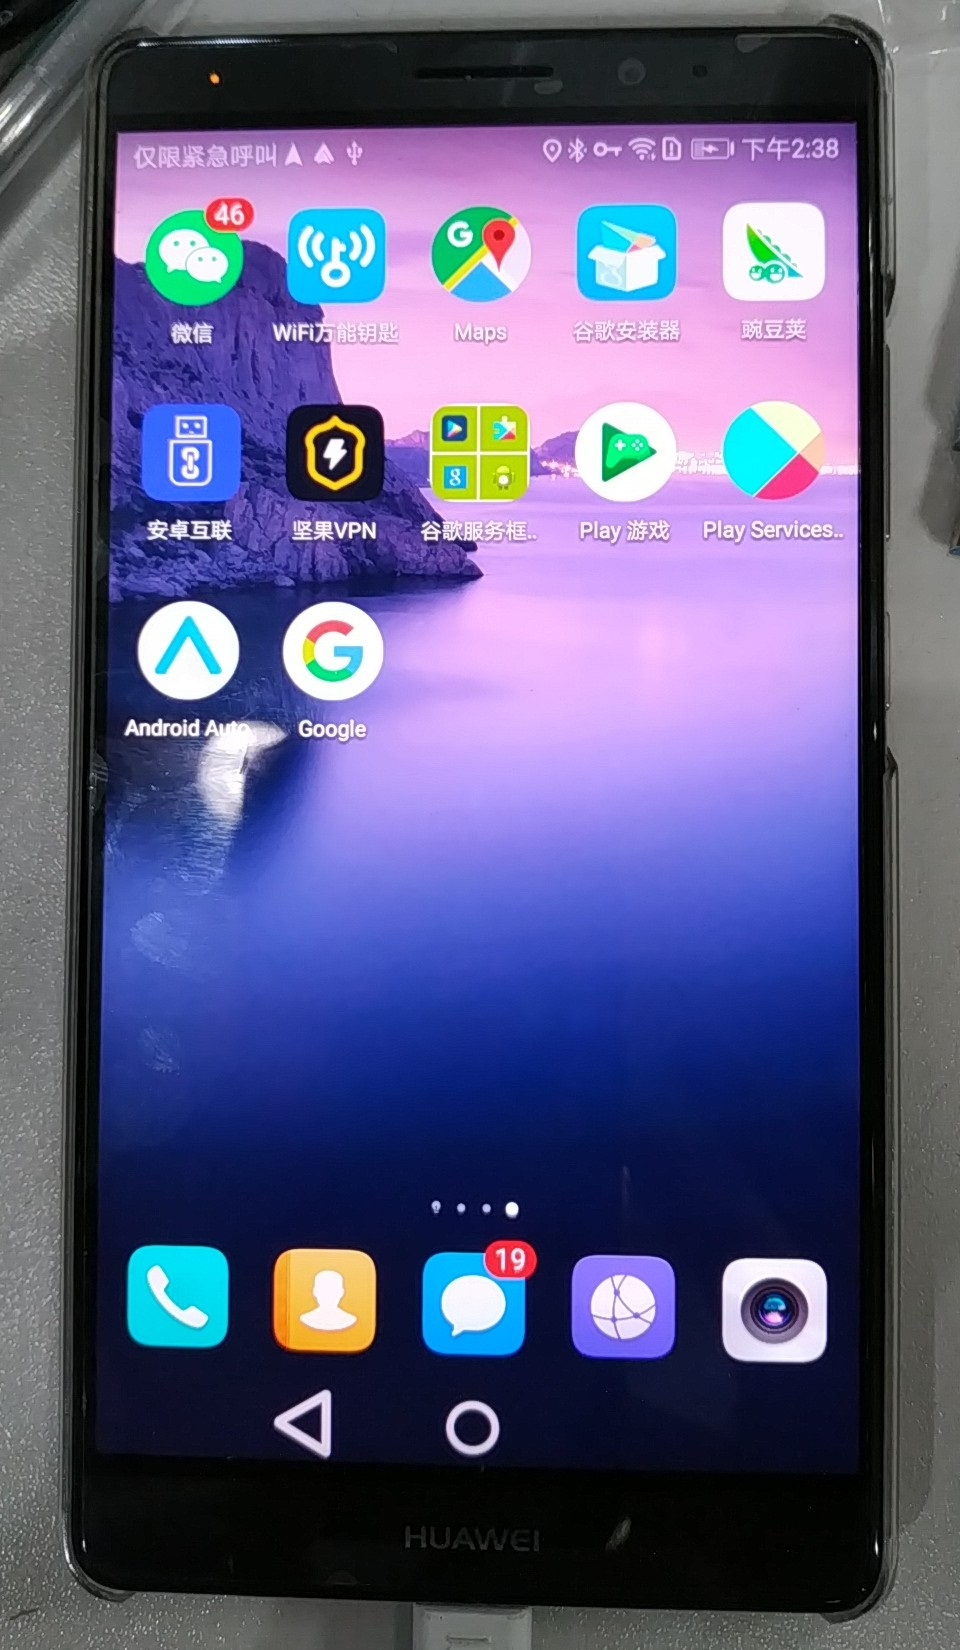 仅限紧急呼叫 下午2:38
46
微信 WiFi万能钥匙 Maps 谷歌安装器 豌豆荚
安卓互联 坚果VPN 谷歌服务框.. Play 游戏 Play Services..
Android Auto Google
19
HUAWEI